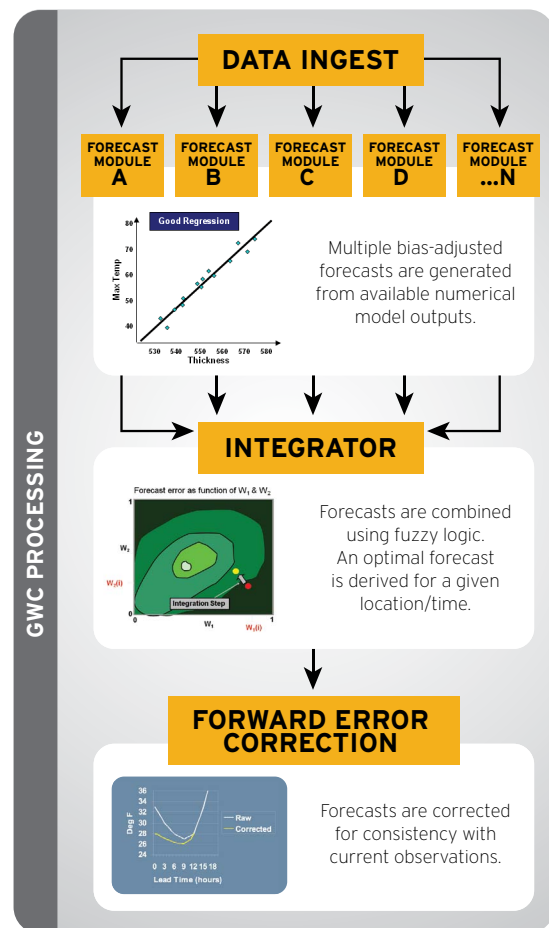 DATA INGEST
FORECAST MODULE A
FORECAST MODULE B
FORECAST MODULE C
FORECAST MODULE D
FORECAST MODULE ...N
Good Regression
Max Temp
80
70
60
50
40
530 540 550 560 570 580
Thickness
Multiple bias-adjusted
forecasts are generated
from available numerical
model outputs.
INTEGRATOR
Forecast error as function of W1 & W2
1
W2
W1(i)
0
Integration Step
0 W1 1
W1(i)
Forecasts are combined
using fuzzy logic.
An optimal forecast
is derived for a given
location/time.
FORWARD ERROR
CORRECTION
Deg F
36
34
32
30
28
26
24
0 3 6 9 12 15 18
Lead Time (hours)
Raw
Corrected
Forecasts are corrected
for consistency with
current observations.
GWC PROCESSING